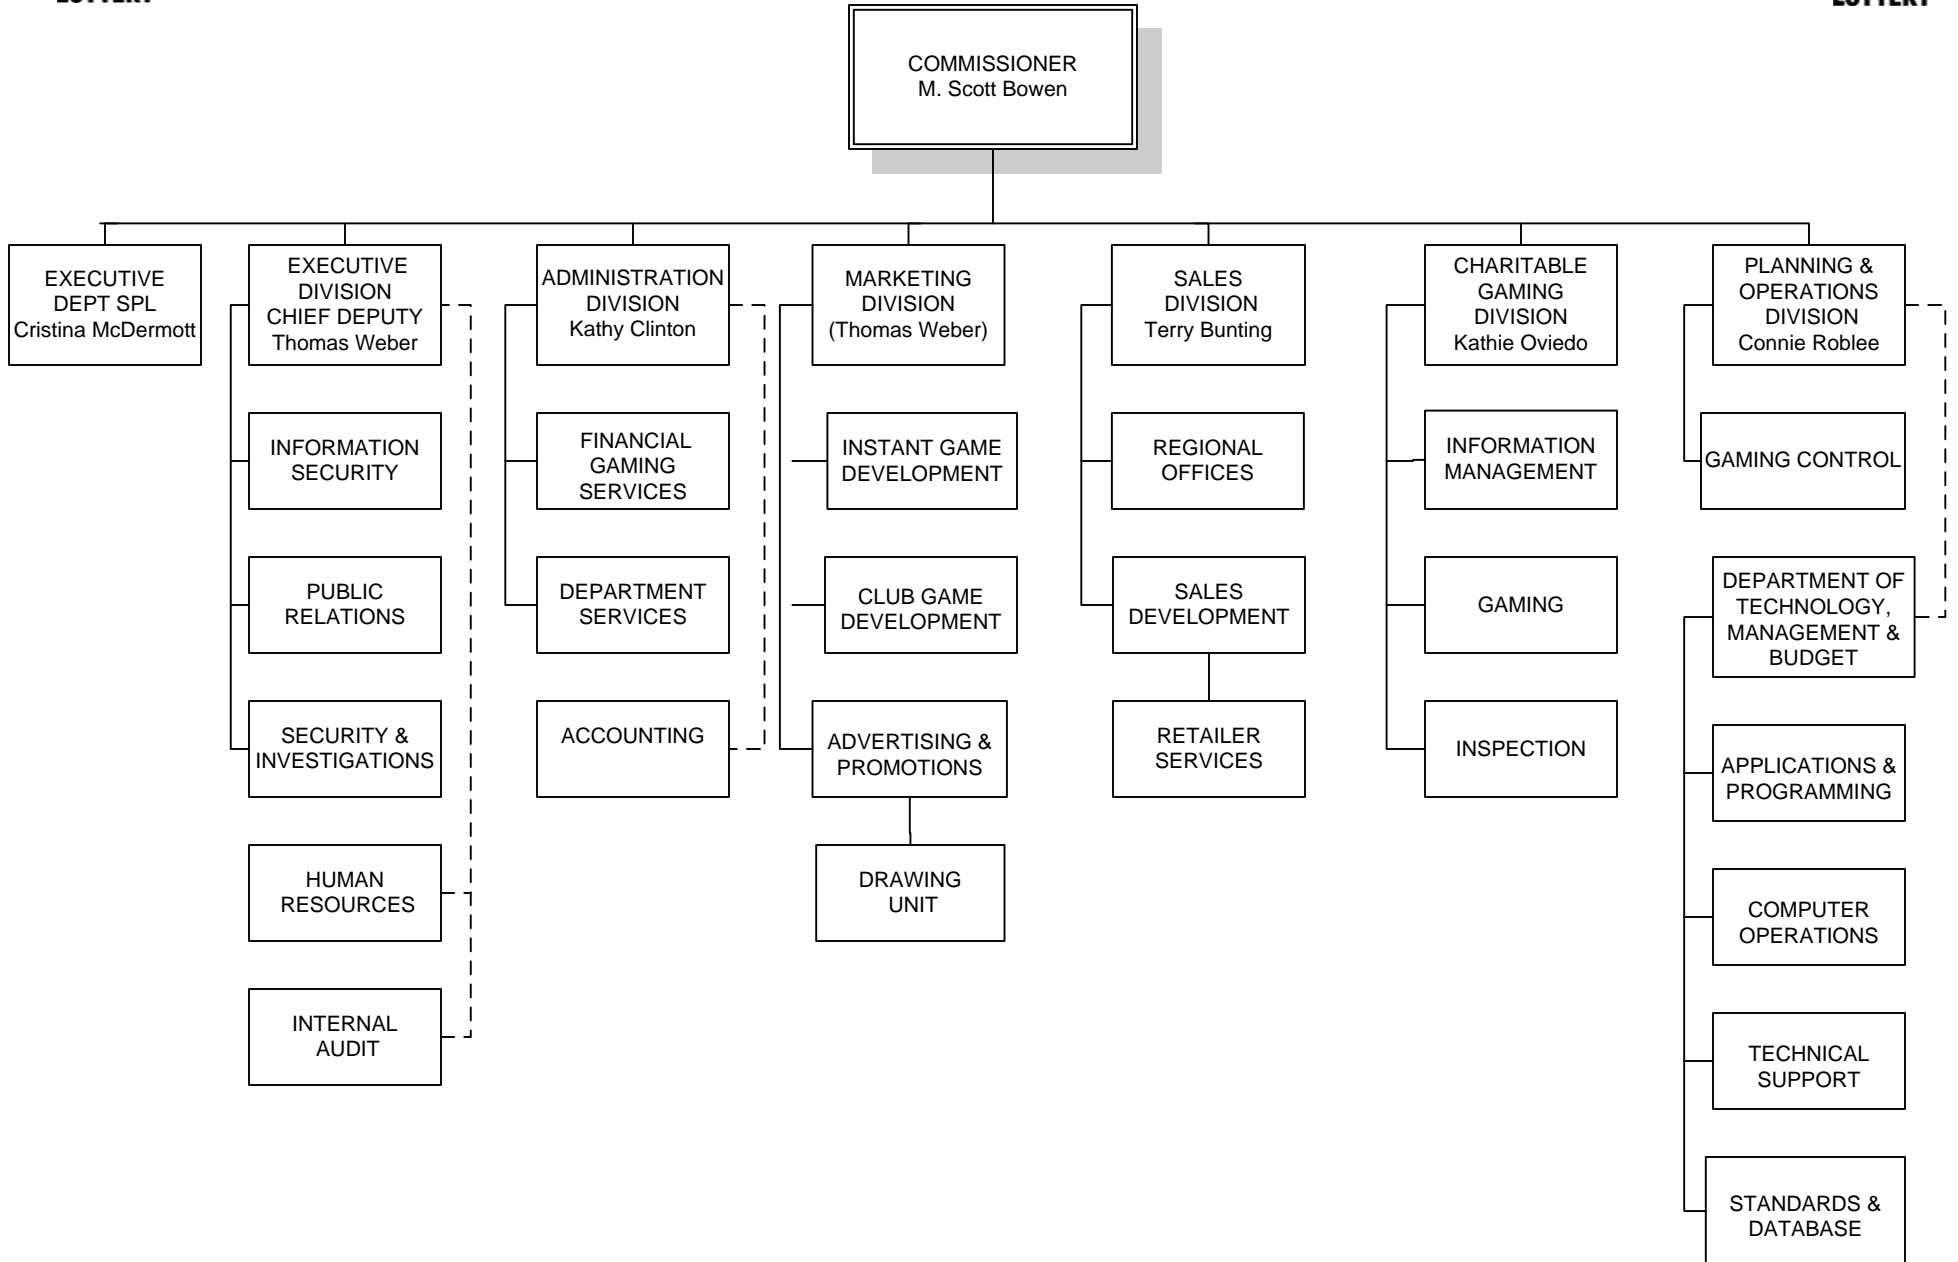 LOTTERY
LOTTERY
COMMISSIONER
M. Scott Bowen
EXECUTIVE
DEPT SPL
Cristina McDermott
EXECUTIVE
DIVISION
CHIEF DEPUTY
Thomas Weber
ADMINISTRATION
DIVISION
Kathy Clinton
MARKETING
DIVISION
(Thomas Weber)
SALES
DIVISION
Terry Bunting
CHARITABLE
GAMING
DIVISION
Kathie Oviedo
PLANNING &
OPERATIONS
DIVISION
Connie Roblee
INFORMATION
SECURITY
FINANCIAL
GAMING
SERVICES
INSTANT GAME
DEVELOPMENT
REGIONAL
OFFICES
INFORMATION
MANAGEMENT
GAMING CONTROL
PUBLIC
RELATIONS
DEPARTMENT
SERVICES
CLUB GAME
DEVELOPMENT
SALES
DEVELOPMENT
GAMING
DEPARTMENT OF
TECHNOLOGY,
MANAGEMENT &
BUDGET
SECURITY &
INVESTIGATIONS
ACCOUNTING
ADVERTISING &
PROMOTIONS
RETAILER
SERVICES
INSPECTION
APPLICATIONS &
PROGRAMMING
HUMAN
RESOURCES
DRAWING
UNIT
COMPUTER
OPERATIONS
INTERNAL
AUDIT
TECHNICAL
SUPPORT
STANDARDS &
DATABASE